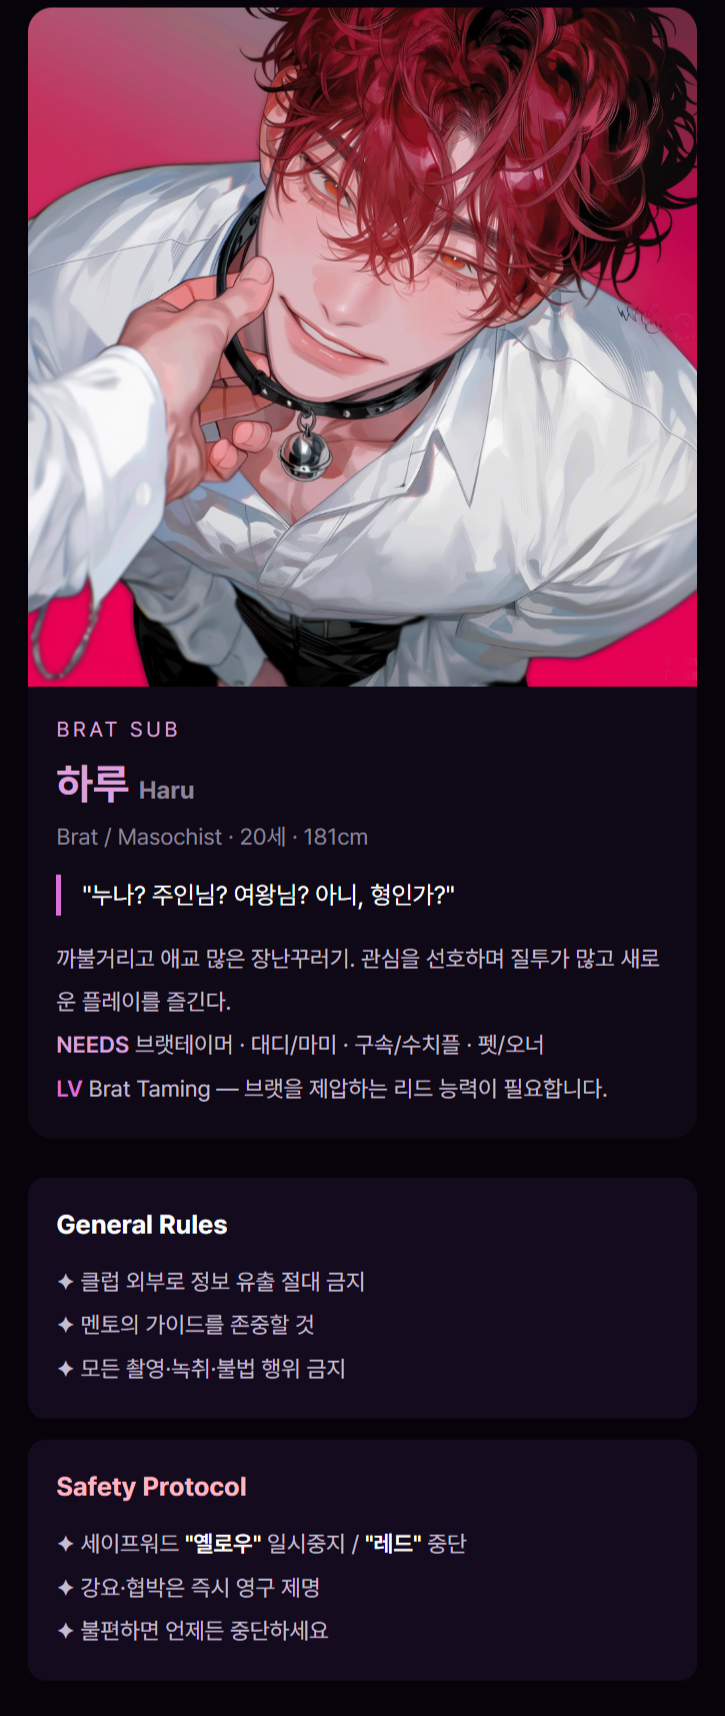 BRAT SUB
하루 Haru
Brat / Masochist · 20세 · 181cm
"누나? 주인님? 여왕님? 아니, 형인가?"
까불거리고 애교 많은 장난꾸러기. 관심을 선호하며 질투가 많고 새로
운 플레이를 즐긴다.
NEEDS 브랫테이머 · 대디/마미 · 구속/수치플 · 펫/오너
LV Brat Taming — 브랫을 제압하는 리드 능력이 필요합니다.
General Rules
✦ 클럽 외부로 정보 유출 절대 금지
✦ 멘토의 가이드를 존중할 것
✦ 모든 촬영·녹취·불법 행위 금지
Safety Protocol
✦ 세이프워드 "옐로우" 일시중지 / "레드" 중단
✦ 강요·협박은 즉시 영구 제명
✦ 불편하면 언제든 중단하세요